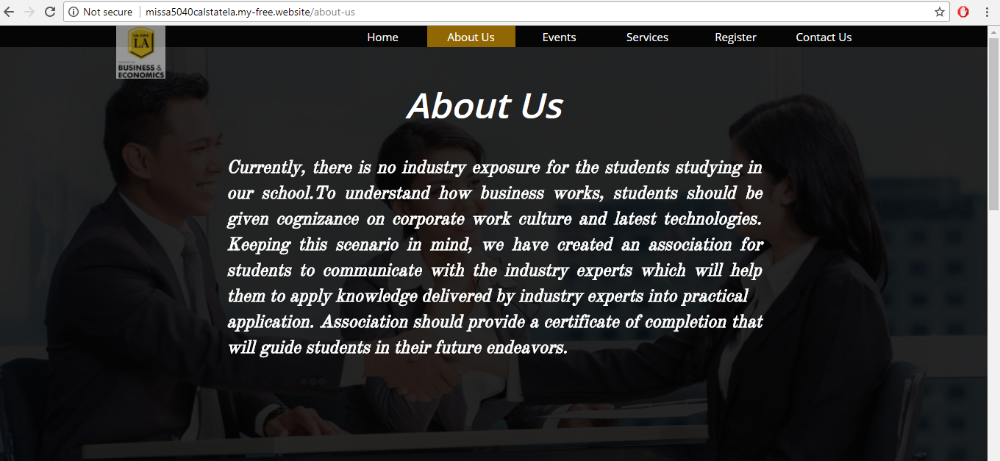 Not secure missa5040calstatela.my-free.website/about-us
CAL STATE
LA
BUSINESS &
ECONOMICS
Home About Us Events Services Register Contact Us
About Us
Currently, there is no industry exposure for the students studying in
our school.To understand how business works, students should be
given cognizance on corporate work culture and latest technologies.
Keeping this scenario in mind, we have created an association for
students to communicate with the industry experts which will help
them to apply knowledge delivered by industry experts into practical
application. Association should provide a certificate of completion that
will guide students in their future endeavors.